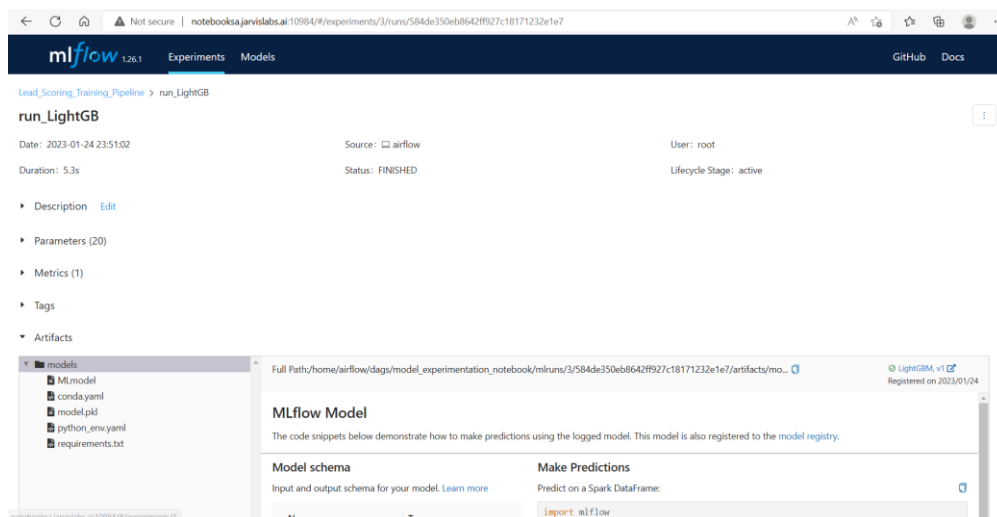 Not secure | notebooksa.jarvislabs.ai:10984/#/experiments/3/runs/584de350eb8642ff927c18171232e1e7
mlflow 1.26.1 Experiments Models GitHub Docs
Lead_Scoring_Training_Pipeline > run_LightGB
run_LightGB
Date: 2023-01-24 23:51:02 Source: airflow User: root
Duration: 5.3s Status: FINISHED Lifecycle Stage: active
Description Edit
Parameters (20)
Metrics (1)
Tags
Artifacts
models
MLmodel
conda.yaml
model.pkl
python_env.yaml
requirements.txt
Full Path:/home/airflow/dags/model_experimentation_notebook/mlruns/3/584de350eb8642ff927c18171232e1e7/artifacts/mo...
LightGBM, v1
Registered on 2023/01/24
MLflow Model
The code snippets below demonstrate how to make predictions using the logged model. This model is also registered to the model registry.
Model schema
Input and output schema for your model. Learn more
Make Predictions
Predict on a Spark DataFrame:
import mlflow